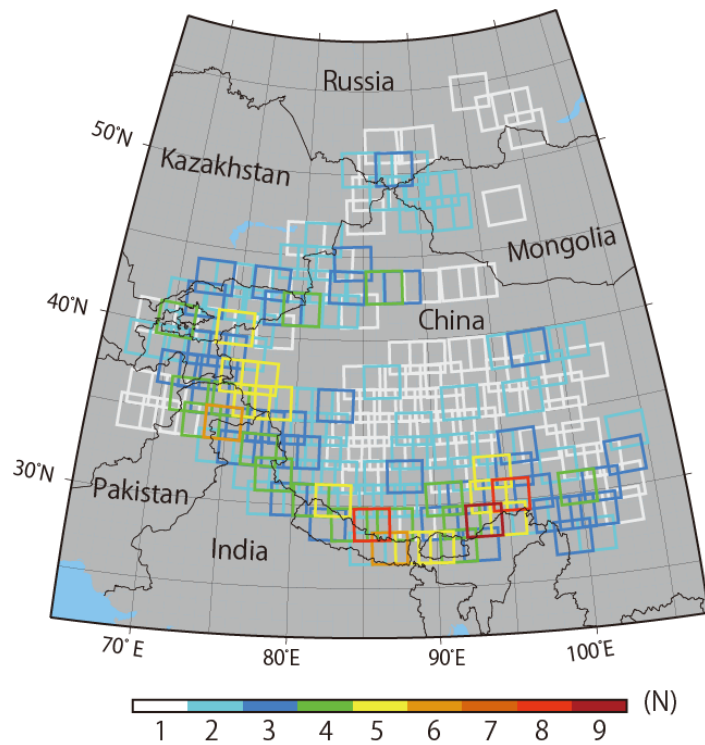 Russia
50°N
Kazakhstan
Mongolia
40°N
China
30°N
Pakistan
India
70°E
80°E
90°E
100°E
(N)
1 2 3 4 5 6 7 8 9